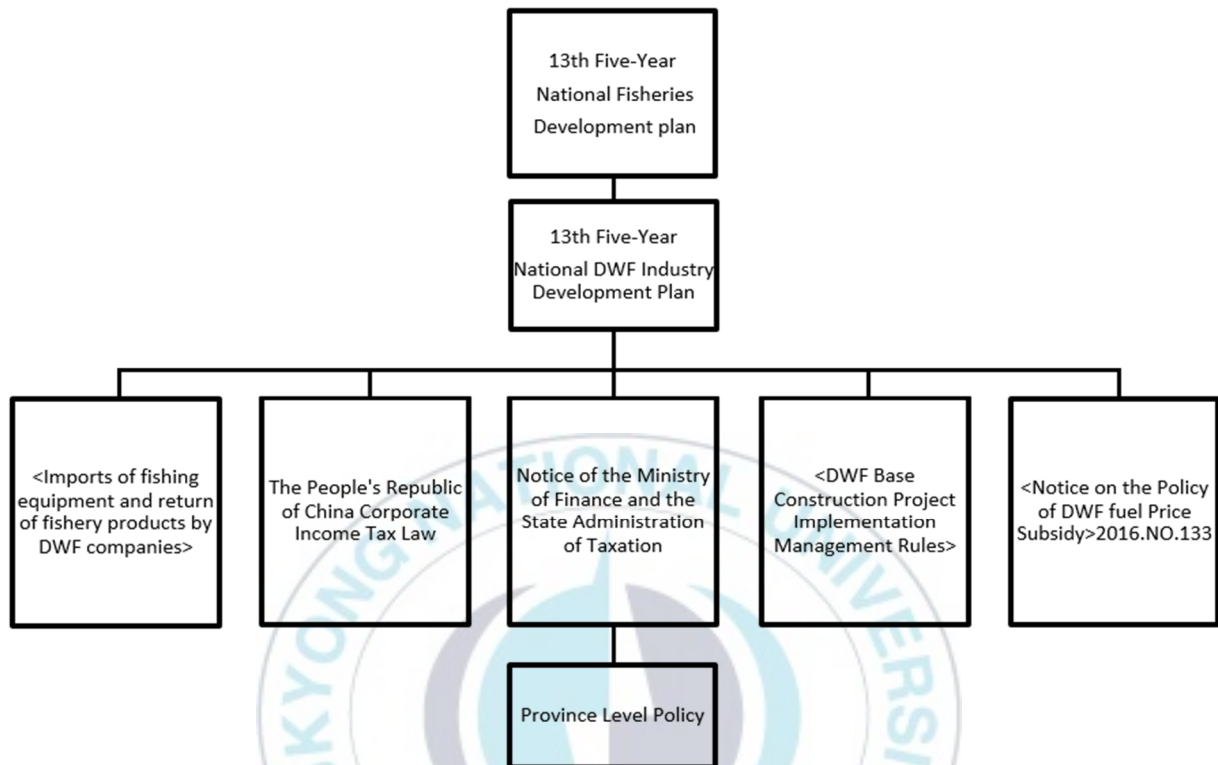 13th Five-Year
National Fisheries
Development plan
13th Five-Year
National DWF Industry
Development Plan
<Imports of fishing
equipment and return
of fishery products by
DWF companies>
The People's Republic
of China Corporate
Income Tax Law
Notice of the Ministry
of Finance and the
State Administration
of Taxation
<DWF Base
Construction Project
Implementation
Management Rules>
<Notice on the Policy
of DWF fuel Price
Subsidy>2016.NO.133
Province Level Policy
KYONG NATIONAL UNIVERSI